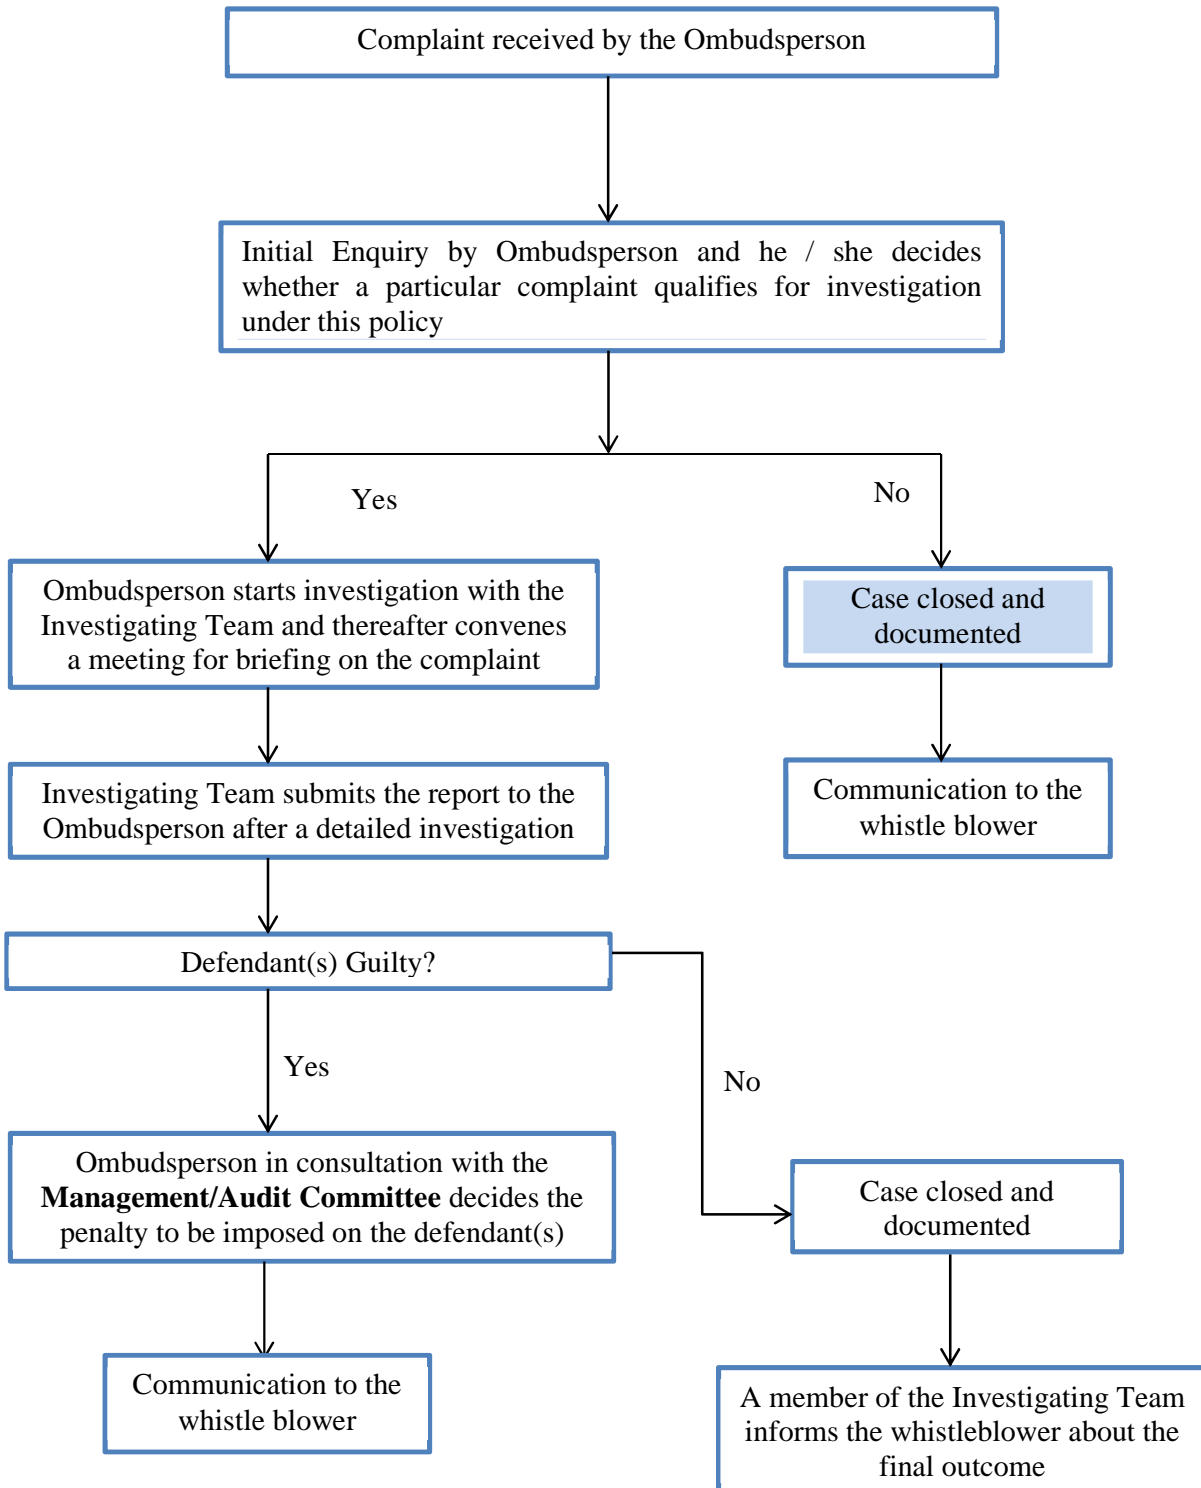 Complaint received by the Ombudsperson
Initial Enquiry by Ombudsperson and he / she decides
whether a particular complaint qualifies for investigation
under this policy
Yes
No
Ombudsperson starts investigation with the
Investigating Team and thereafter convenes
a meeting for briefing on the complaint
Case closed and
documented
Investigating Team submits the report to the
Ombudsperson after a detailed investigation
Communication to the
whistle blower
Defendant(s) Guilty?
Yes
No
Ombudsperson in consultation with the
Management/Audit Committee decides the
penalty to be imposed on the defendant(s)
Case closed and
documented
Communication to the
whistle blower
A member of the Investigating Team
informs the whistleblower about the
final outcome